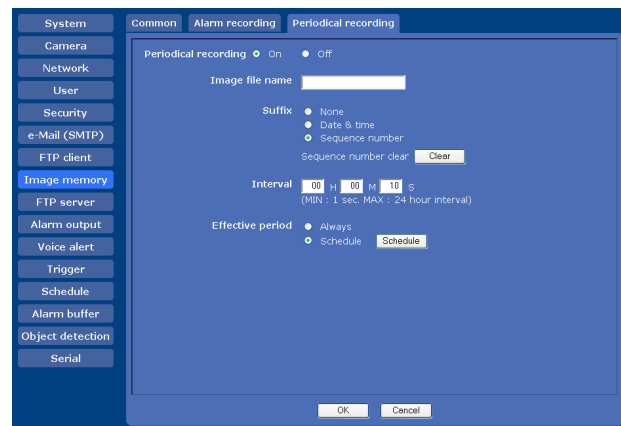 System
Camera
Network
User
Security
e-Mail (SMTP)
FTP client
Image memory
FTP server
Alarm output
Voice alert
Trigger
Schedule
Alarm buffer
Object detection
Serial
Common Alarm recording Periodical recording
Periodical recording On Off
Image file name
Suffix None
Date & time
Sequence number
Sequence number clear Clear
Interval 00 H 00 M 10 S
(MIN : 1 sec. MAX : 24 hour interval)
Effective period Always
Schedule Schedule
OK Cancel